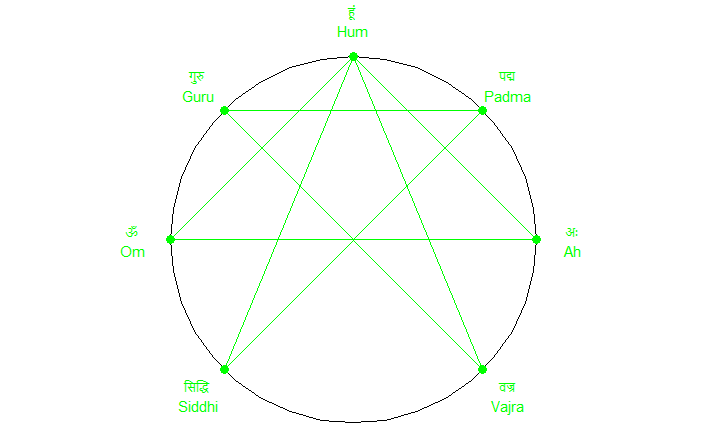 हूं
Hum
गुरु
Guru
पद्म
Padma
ॐ
Om
अः
Ah
सिद्धि
Siddhi
वज्र
Vajra